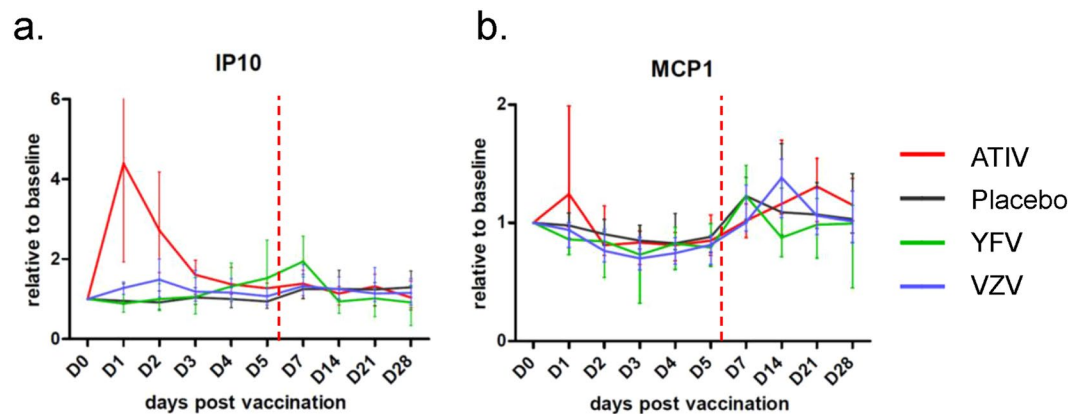 a.
IP10
relative to baseline
6
4
2
0
D0 D1 D2 D3 D4 D5 D7 D14 D21 D28
days post vaccination
b.
MCP1
relative to baseline
2
1
0
D0 D1 D2 D3 D4 D5 D7 D14 D21 D28
days post vaccination
ATIV
Placebo
YFV
VZV